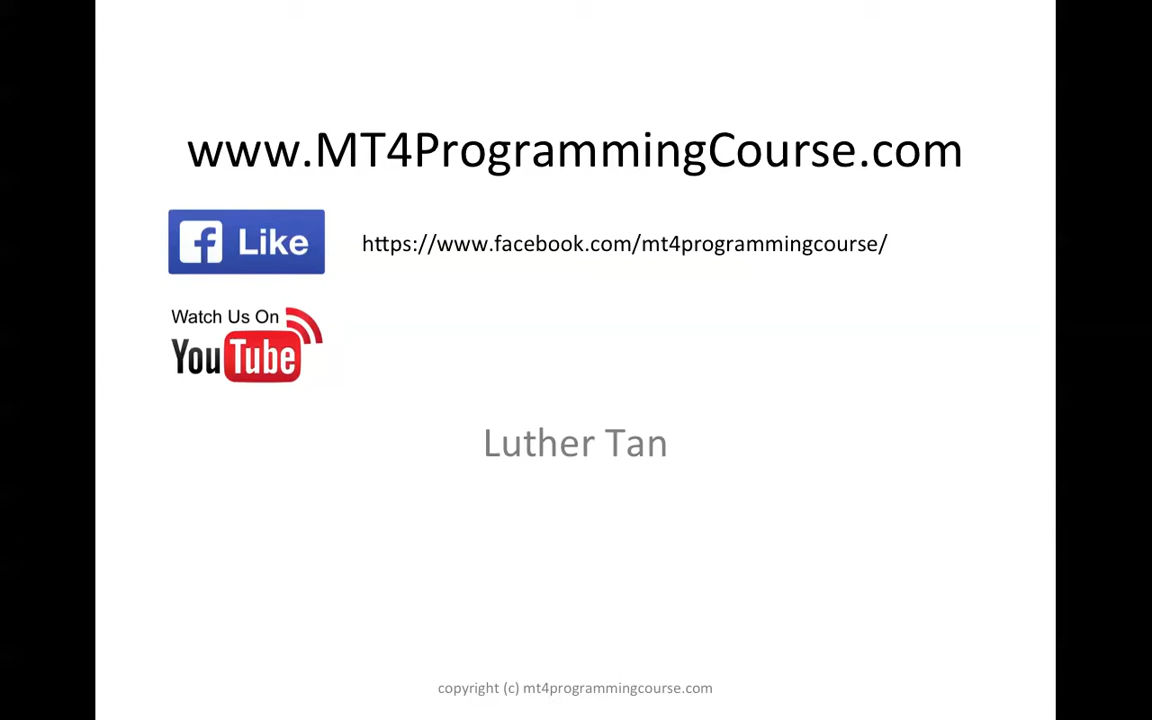 www.MT4ProgrammingCourse.com
Like
https://www.facebook.com/mt4programmingcourse/
Watch Us On
YouTube
Luther Tan
copyright (c) mt4programmingcourse.com